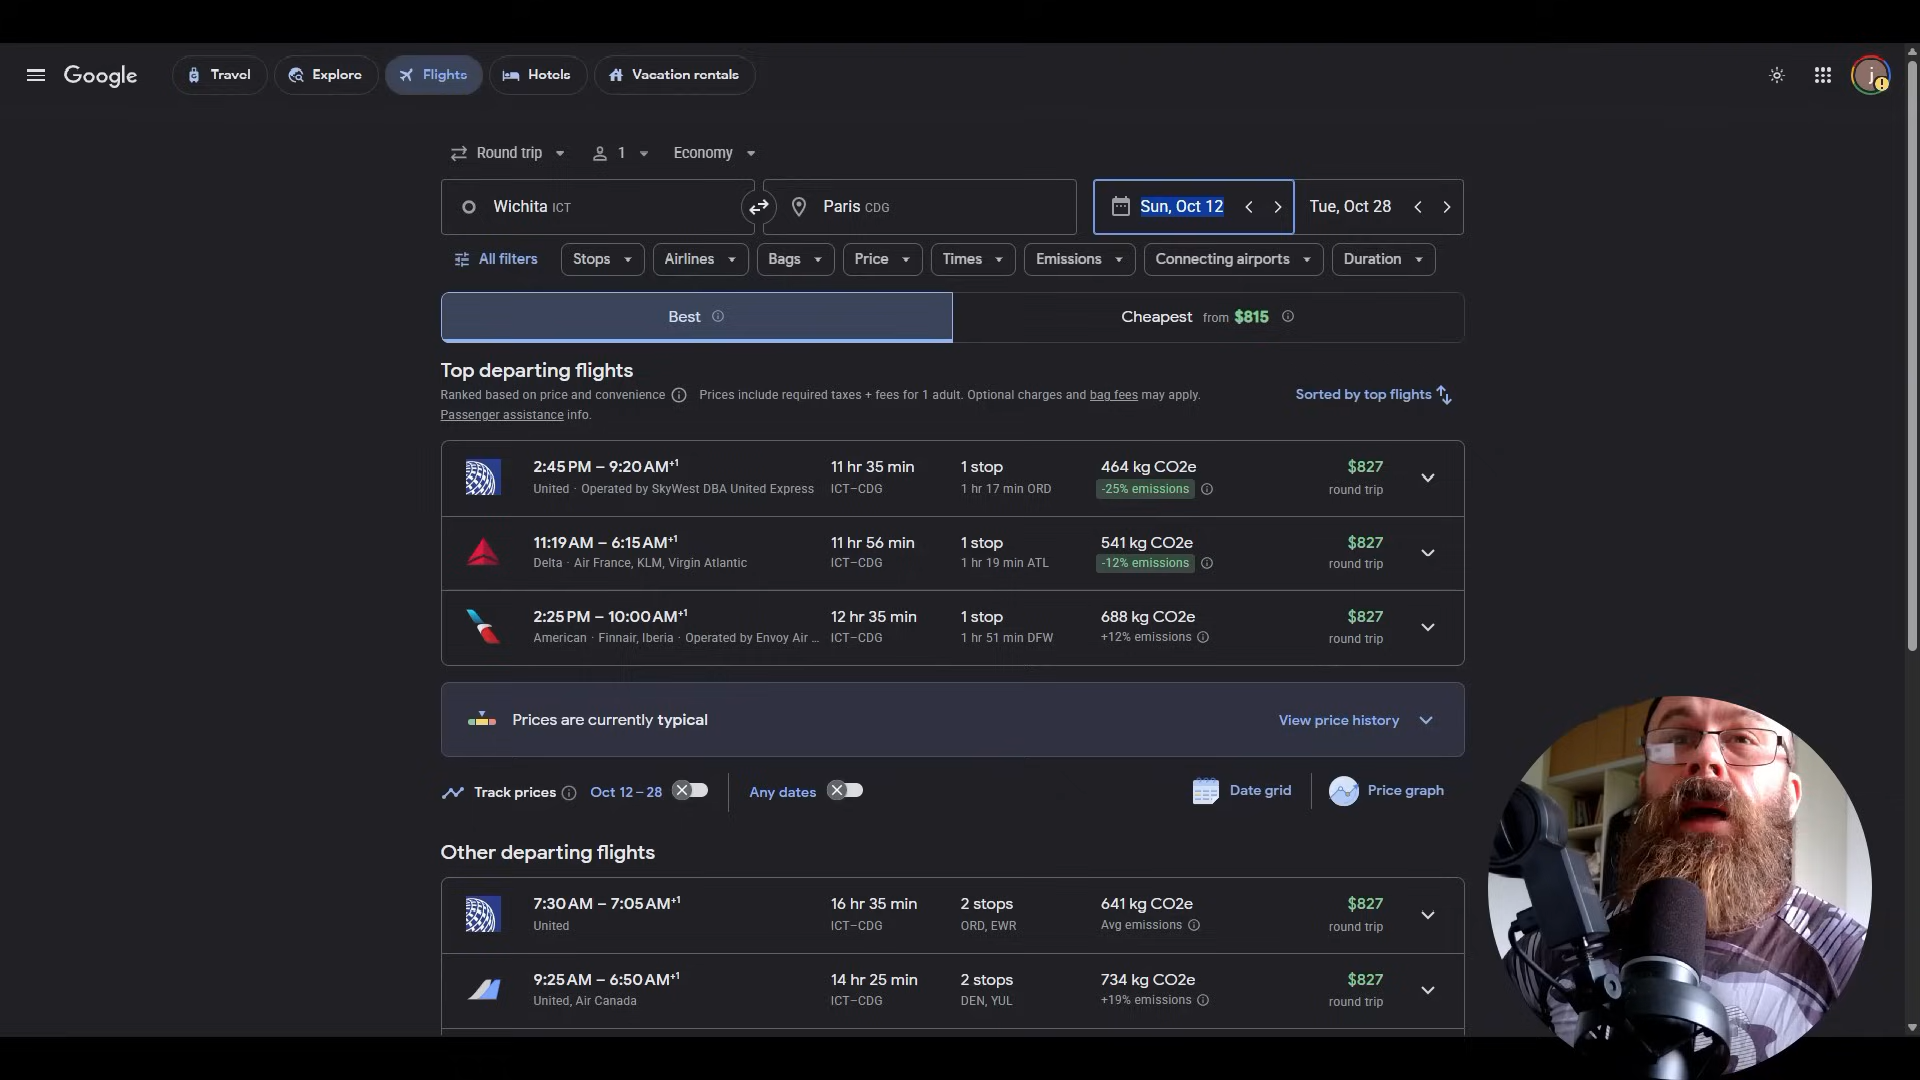 Google
Travel
Explore
Flights
Hotels
Vacation rentals
j
Round trip
1
Economy
Wichita ICT
Paris CDG
Sun, Oct 12
Tue, Oct 28
All filters
Stops
Airlines
Bags
Price
Times
Emissions
Connecting airports
Duration
Best
Cheapest from $815
Top departing flights
Ranked based on price and convenience Prices include required taxes + fees for 1 adult. Optional charges and bag fees may apply.
Passenger assistance info.
Sorted by top flights
2:45 PM – 9:20 AM+1
11 hr 35 min
1 stop
464 kg CO2e
$827
United · Operated by SkyWest DBA United Express
ICT–CDG
1 hr 17 min ORD
-25% emissions
round trip
11:19 AM – 6:15 AM+1
11 hr 56 min
1 stop
541 kg CO2e
$827
Delta · Air France, KLM, Virgin Atlantic
ICT–CDG
1 hr 19 min ATL
-12% emissions
round trip
2:25 PM – 10:00 AM+1
12 hr 35 min
1 stop
688 kg CO2e
$827
American · Finnair, Iberia · Operated by Envoy Air ...
ICT–CDG
1 hr 51 min DFW
+12% emissions
round trip
Prices are currently typical
View price history
Track prices
Oct 12 – 28
Any dates
Date grid
Price graph
Other departing flights
7:30 AM – 7:05 AM+1
16 hr 35 min
2 stops
641 kg CO2e
$827
United
ICT–CDG
ORD, EWR
Avg emissions
round trip
9:25 AM – 6:50 AM+1
14 hr 25 min
2 stops
734 kg CO2e
$827
United, Air Canada
ICT–CDG
DEN, YUL
+19% emissions
round trip